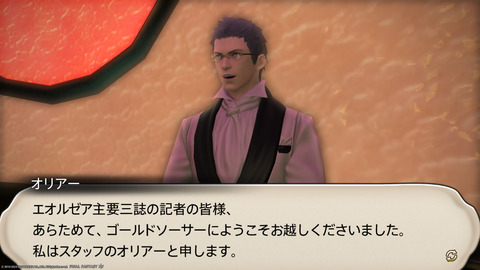 オリアー
エオルゼア主要三誌の記者の皆様、
あらためて、ゴールドソーサーにようこそお越しくださいました。
私はスタッフのオリアーと申します。
FINAL FANTASY XIV